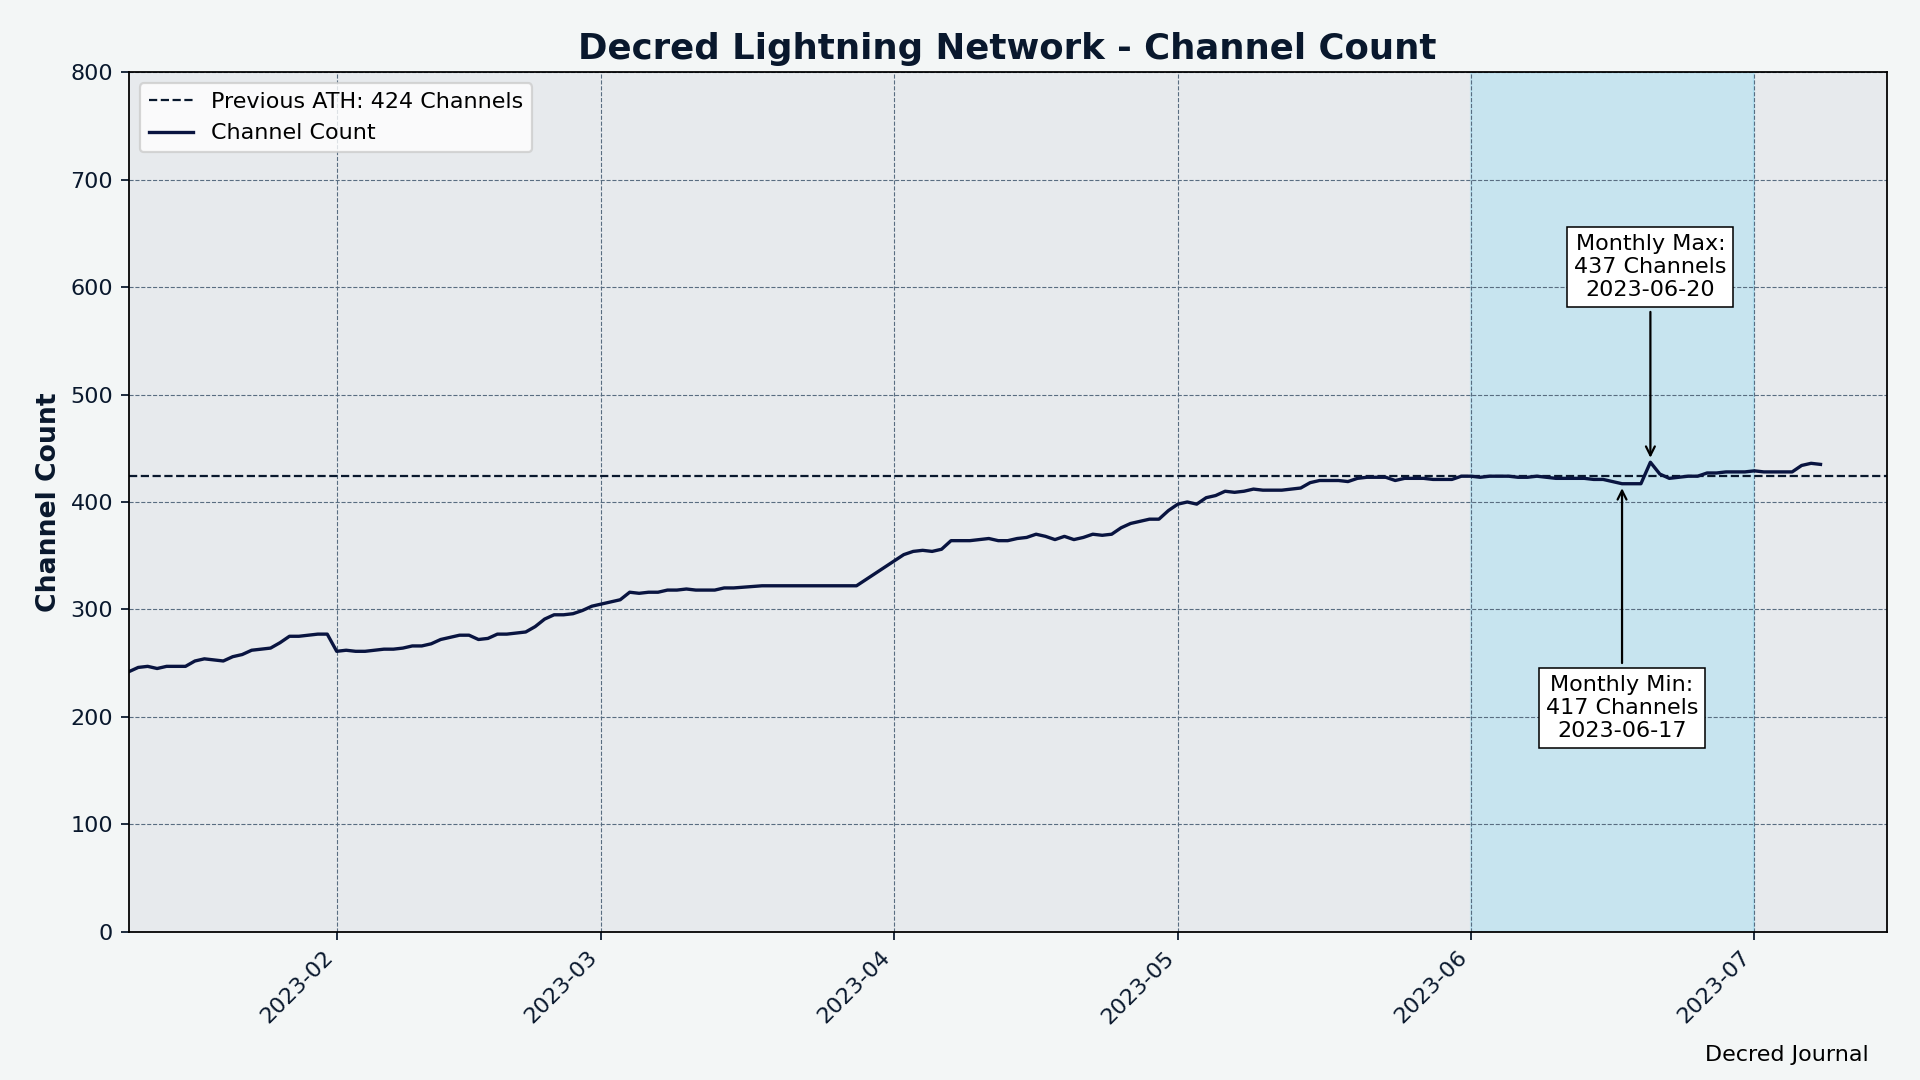 Decred Lightning Network - Channel Count
Previous ATH: 424 Channels
Channel Count
Channel Count
800
700
600
500
400
300
200
100
0
Monthly Max:
437 Channels
2023-06-20
Monthly Min:
417 Channels
2023-06-17
2023-02
2023-03
2023-04
2023-05
2023-06
2023-07
Decred Journal